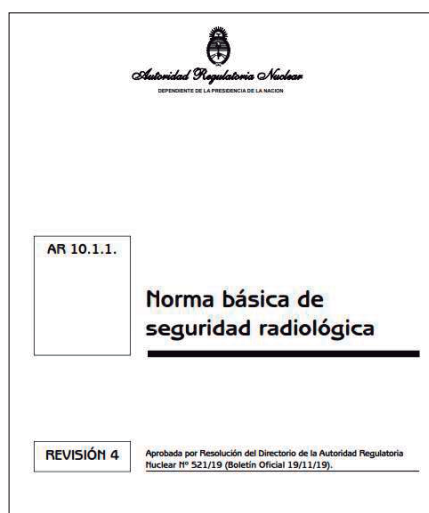 Autoridad Regulatoria Nuclear
DEPENDIENTE DE LA PRESIDENCIA DE LA NACION
AR 10.1.1.
Norma básica de
seguridad radiológica
REVISIÓN 4
Aprobada por Resolución del Directorio de la Autoridad Regulatoria
Nuclear Nº 521/19 (Boletín Oficial 19/11/19).